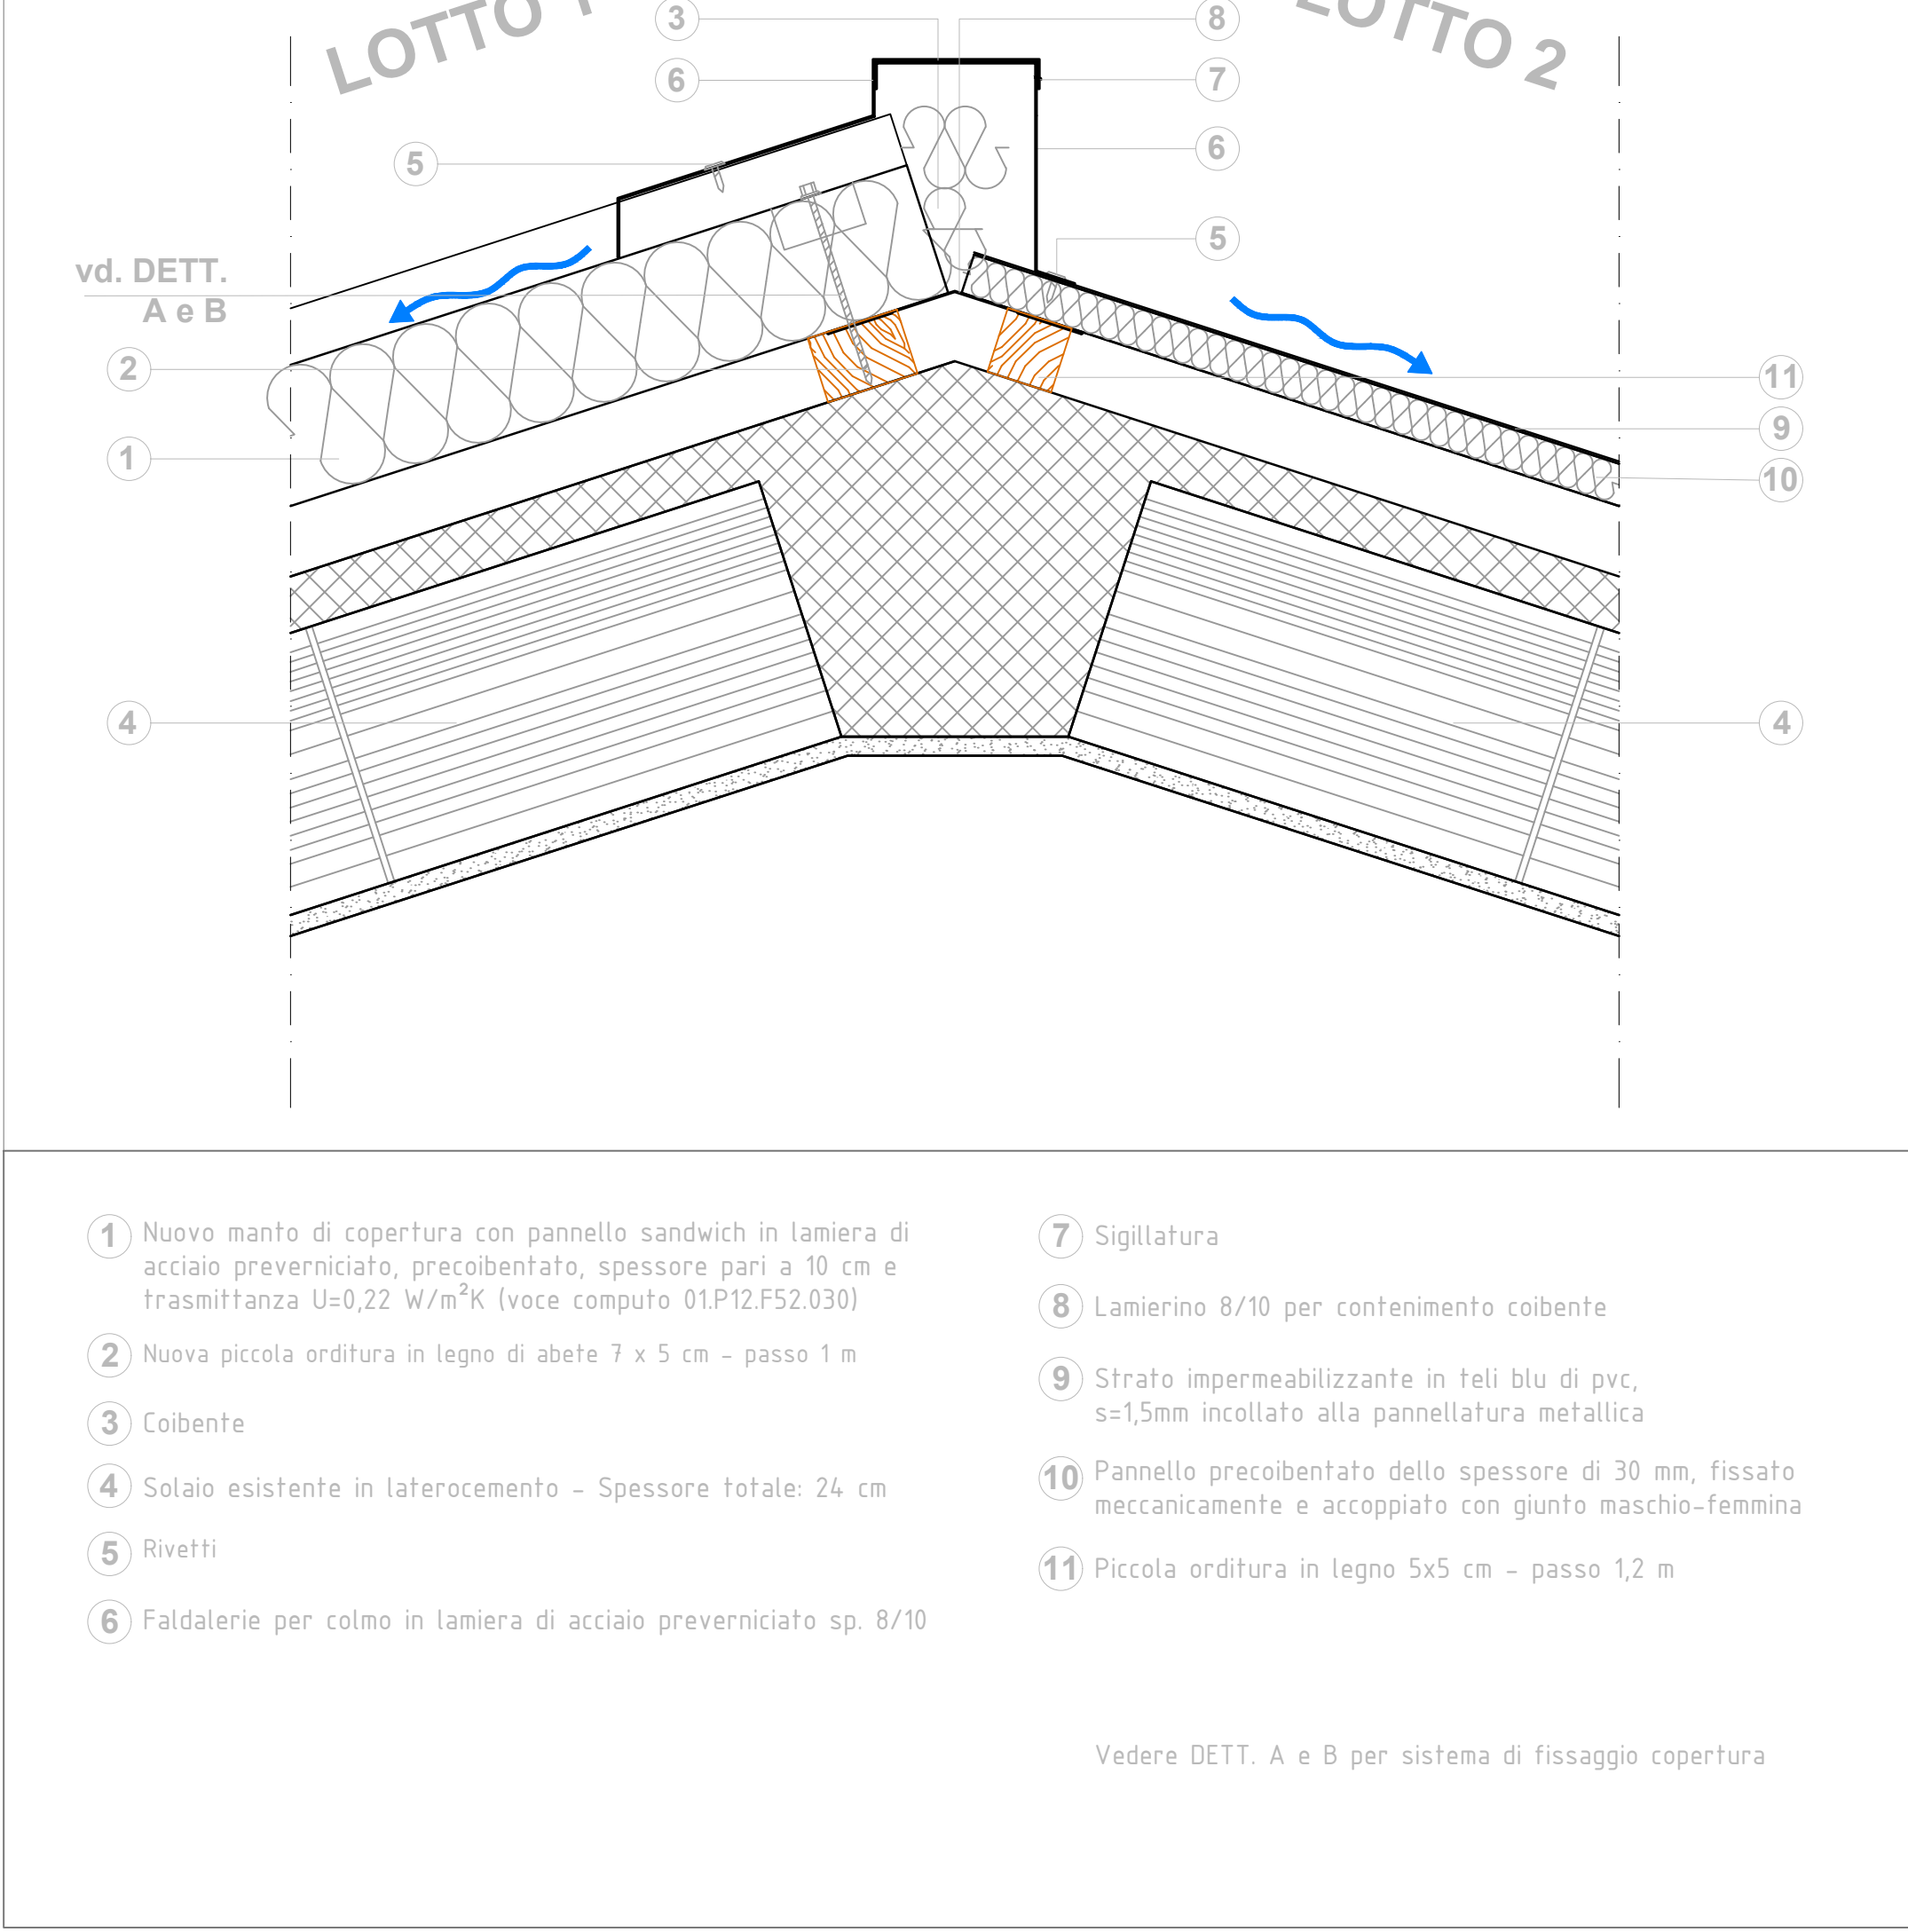 LOTTO 1
LOTTO 2
3
8
6
7
5
6
5
vd. DETT.
A e B
2
11
9
1
10
4
4
1 Nuovo manto di copertura con pannello sandwich in lamiera di
acciaio preverniciato, precoibentato, spessore pari a 10 cm e
trasmittanza U=0,22 W/m²K (voce computo 01.P12.F52.030)
2 Nuova piccola orditura in legno di abete 7 x 5 cm - passo 1 m
3 Coibente
4 Solaio esistente in laterocemento - Spessore totale: 24 cm
5 Rivetti
6 Faldalerie per colmo in lamiera di acciaio preverniciato sp. 8/10
7 Sigillatura
8 Lamierino 8/10 per contenimento coibente
9 Strato impermeabilizzante in teli blu di pvc,
s=1,5mm incollato alla pannellatura metallica
10 Pannello precoibentato dello spessore di 30 mm, fissato
meccanicamente e accoppiato con giunto maschio-femmina
11 Piccola orditura in legno 5x5 cm - passo 1,2 m
Vedere DETT. A e B per sistema di fissaggio copertura